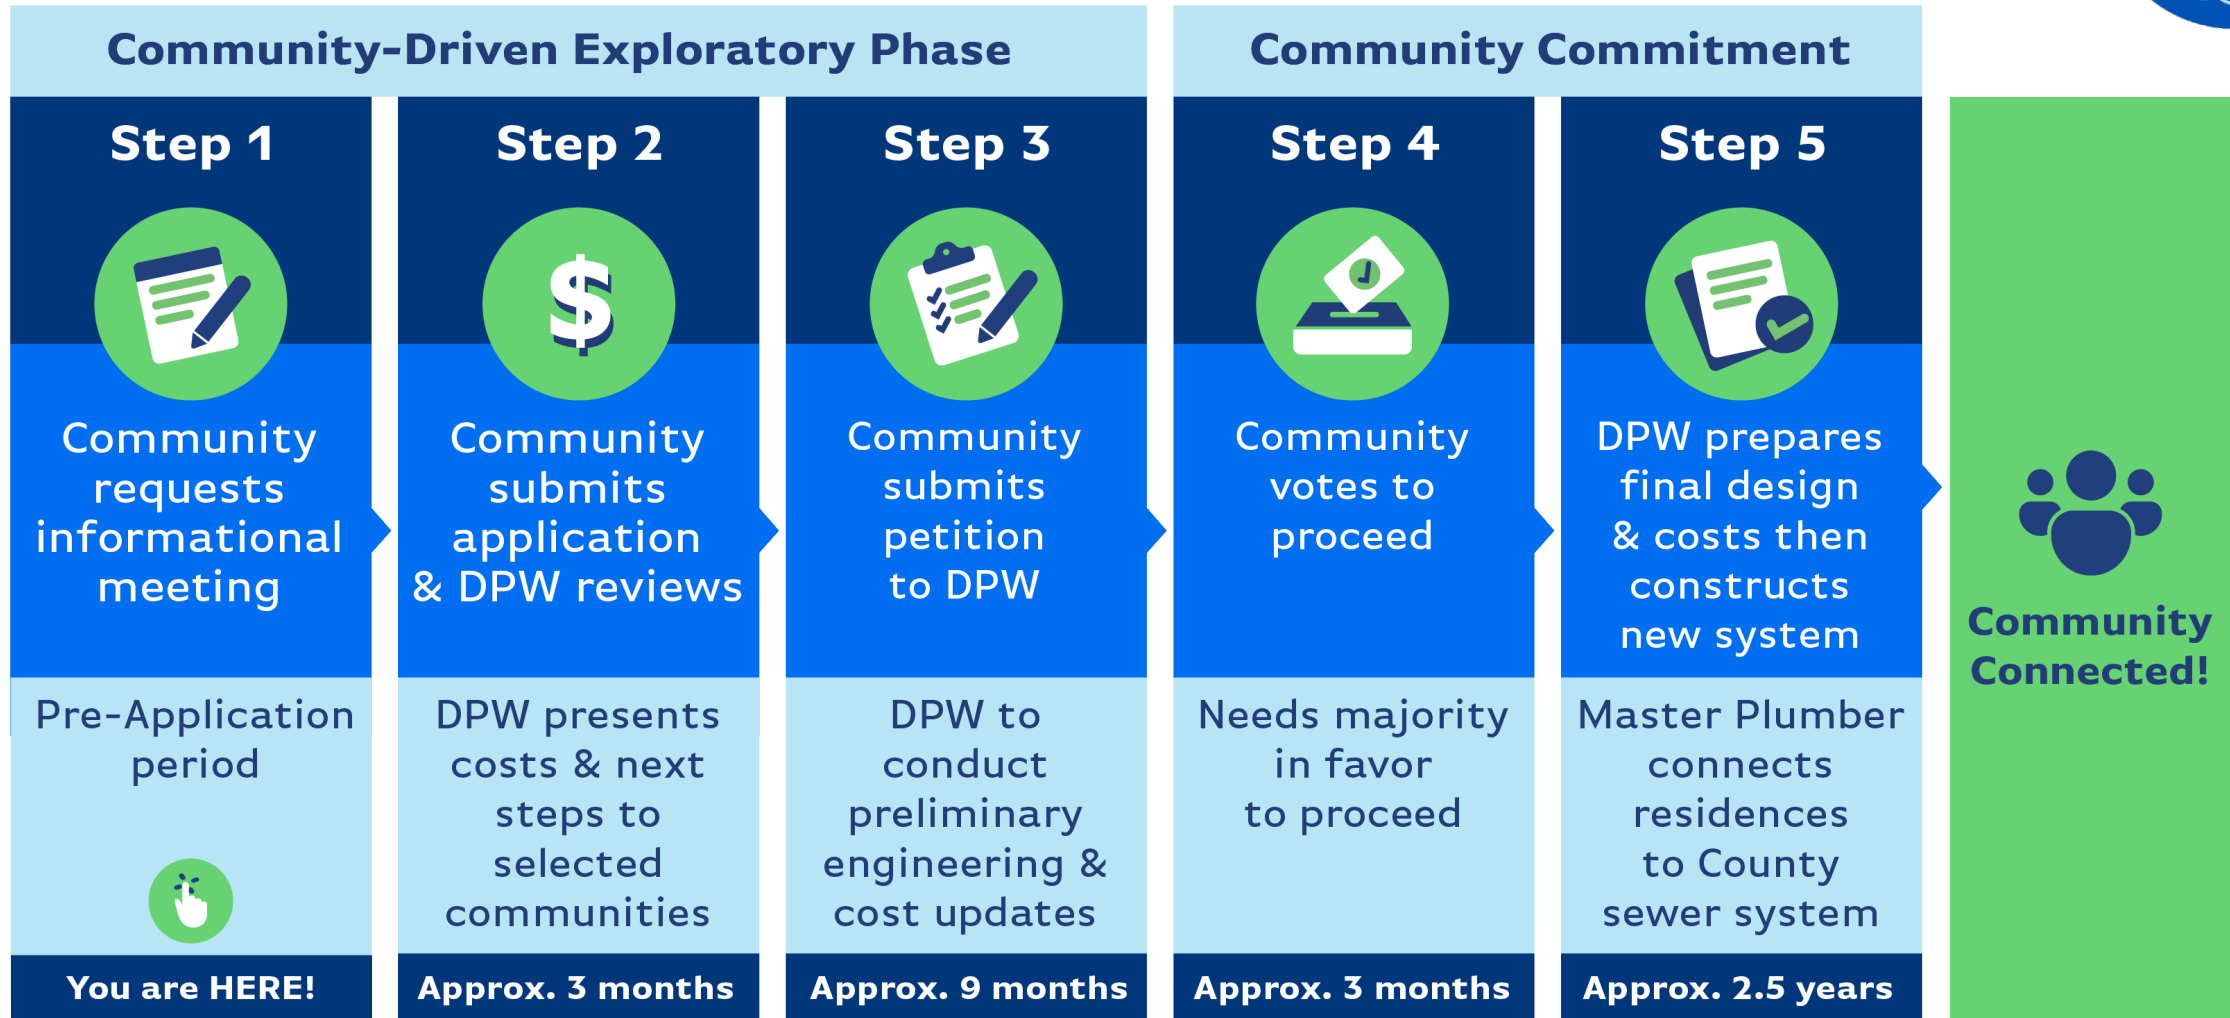 Community-Driven Exploratory Phase
Community Commitment
Step 1
Community
requests
informational
meeting
Pre-Application
period
You are HERE!
Step 2
$
Community
submits
application
& DPW reviews
DPW presents
costs & next
steps to
selected
communities
Approx. 3 months
Step 3
Community
submits
petition
to DPW
DPW to
conduct
preliminary
engineering &
cost updates
Approx. 9 months
Step 4
Community
votes to
proceed
Needs majority
in favor
to proceed
Approx. 3 months
Step 5
DPW prepares
final design
& costs then
constructs
new system
Master Plumber
connects
residences
to County
sewer system
Approx. 2.5 years
Community
Connected!